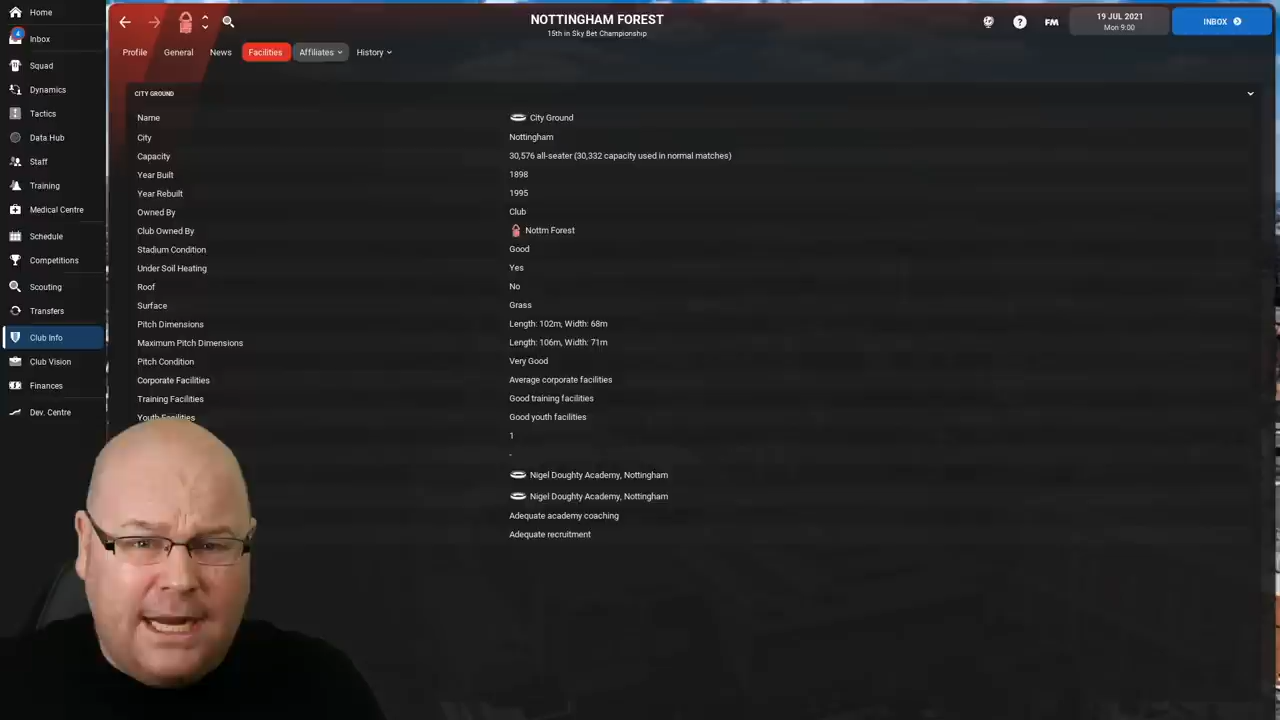 Home
4
Inbox
Squad
Dynamics
Tactics
Data Hub
Staff
Training
Medical Centre
Schedule
Competitions
Scouting
Transfers
Club Info
Club Vision
Finances
Dev. Centre
NOTTINGHAM FOREST
15th in Sky Bet Championship
?
FM
19 JUL 2021
Mon 9:00
INBOX
Profile General News Facilities Affiliates History
CITY GROUND
Name City Ground
City Nottingham
Capacity 30,576 all-seater (30,332 capacity used in normal matches)
Year Built 1898
Year Rebuilt 1995
Owned By Club
Club Owned By Nottm Forest
Stadium Condition Good
Under Soil Heating Yes
Roof No
Surface Grass
Pitch Dimensions Length: 102m, Width: 68m
Maximum Pitch Dimensions Length: 106m, Width: 71m
Pitch Condition Very Good
Corporate Facilities Average corporate facilities
Training Facilities Good training facilities
Youth Facilities Good youth facilities
1
-
Nigel Doughty Academy, Nottingham
Nigel Doughty Academy, Nottingham
Adequate academy coaching
Adequate recruitment